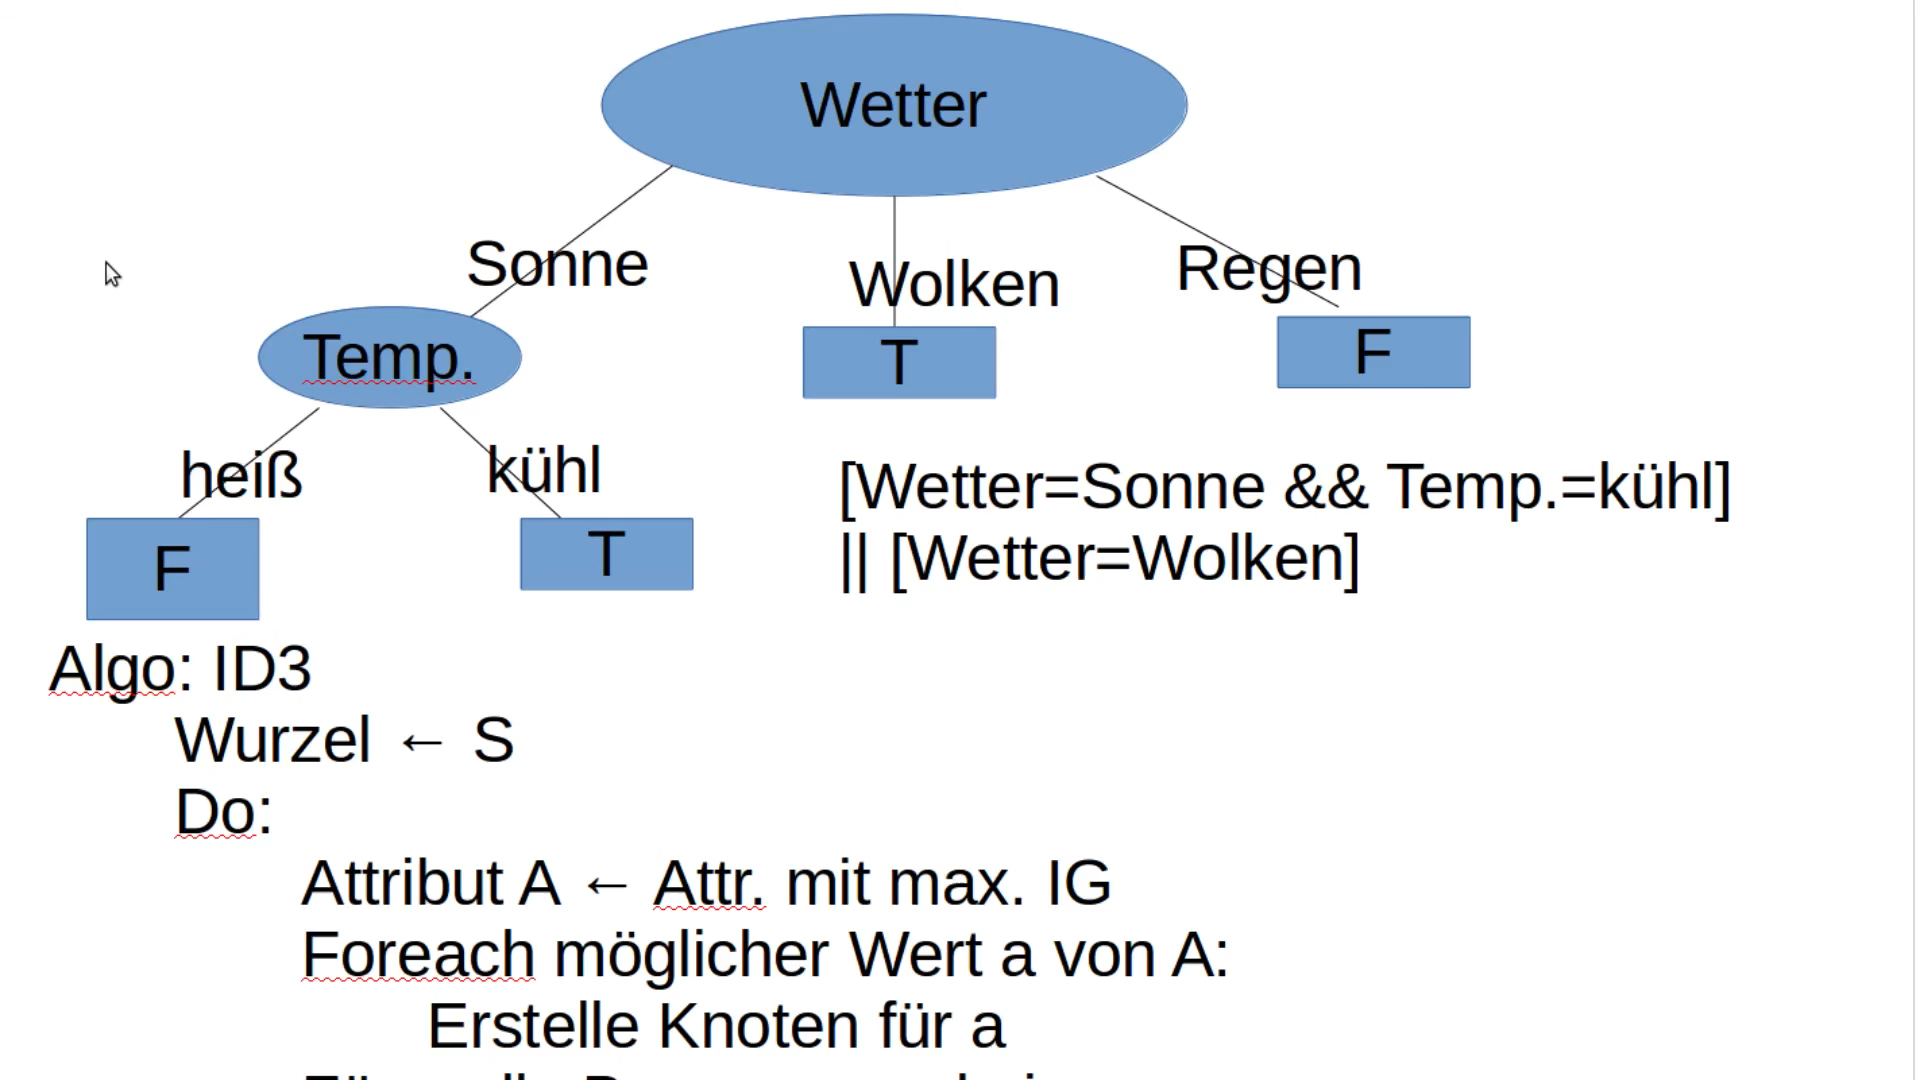 Wetter
Sonne
Wolken
Regen
Temp.
T
F
heiß
kühl
F
T
[Wetter=Sonne && Temp.=kühl]
|| [Wetter=Wolken]
Algo: ID3
Wurzel ← S
Do:
Attribut A ← Attr. mit max. IG
Foreach möglicher Wert a von A:
Erstelle Knoten für a